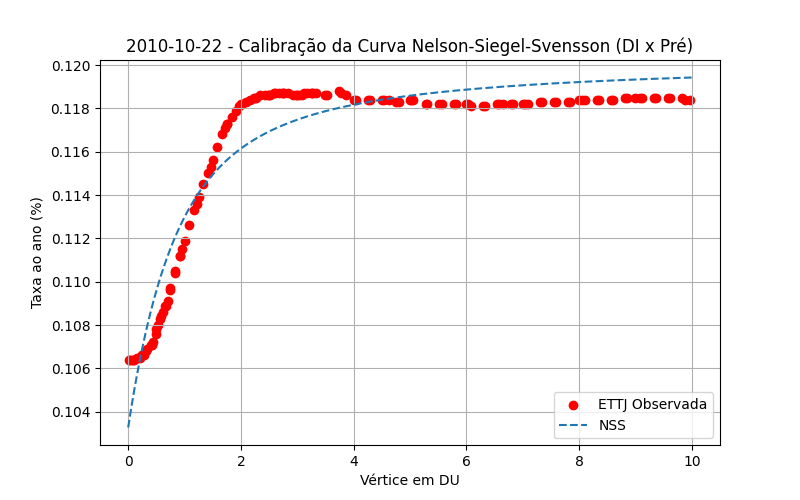 2010-10-22 - Calibração da Curva Nelson-Siegel-Svensson (DI x Pré)
0.120
0.118
0.116
0.114
0.112
0.110
0.108
0.106
0.104
Taxa ao ano (%)
ETTJ Observada
NSS
0 2 4 6 8 10
Vértice em DU